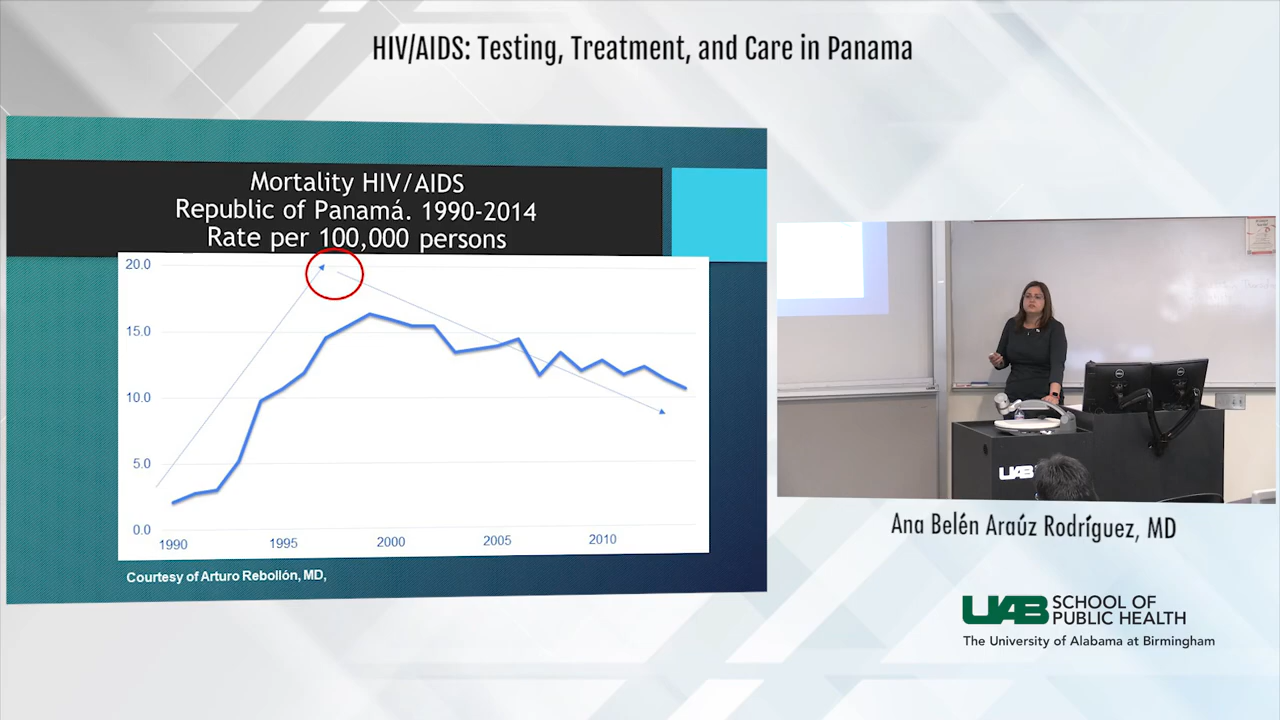 HIV/AIDS: Testing, Treatment, and Care in Panama
Mortality HIV/AIDS
Republic of Panamá. 1990-2014
Rate per 100,000 persons
20.0
15.0
10.0
5.0
0.0
1990
1995
2000
2005
2010
Courtesy of Arturo Rebollón, MD,
UAB
Ana Belén Araúz Rodríguez, MD
UAB SCHOOL OF
PUBLIC HEALTH
The University of Alabama at Birmingham